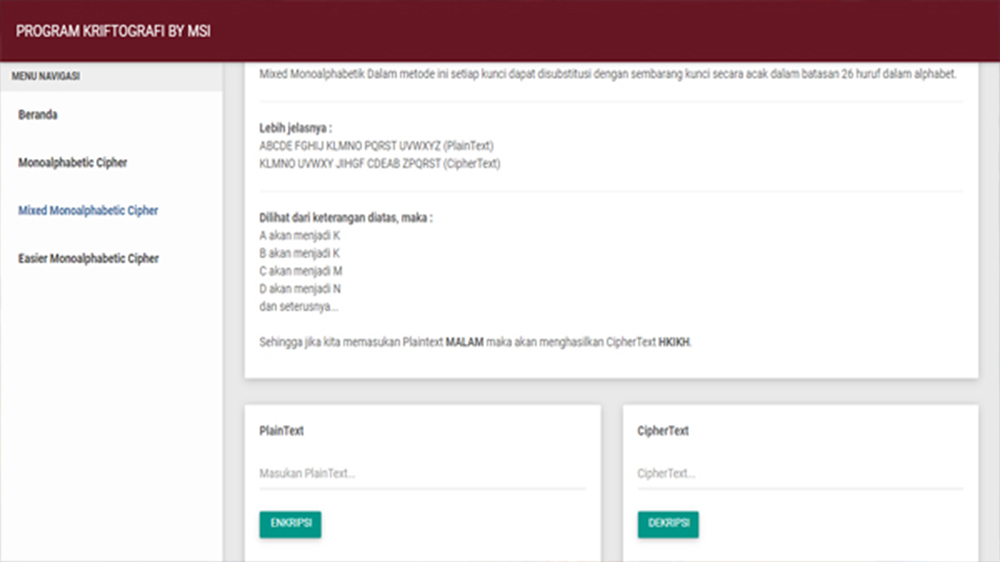 PROGRAM KRIFTOGRAFI BY MSI
MENU NAVIGASI
Beranda
Monoalphabetic Cipher
Mixed Monoalphabetic Cipher
Easier Monoalphabetic Cipher
Mixed Monoalphabetik Dalam metode ini setiap kunci dapat disubstitusi dengan sembarang kunci secara acak dalam batasan 26 huruf dalam alphabet.
Lebih jelasnya :
ABCDE FGHIJ KLMNO PQRST UVWXYZ (PlainText)
KLMNO UVWXY JIHGF CDEAB ZPQRST (CipherText)
Dilihat dari keterangan diatas, maka :
A akan menjadi K
B akan menjadi K
C akan menjadi M
D akan menjadi N
dan seterusnya...
Sehingga jika kita memasukan Plaintext MALAM maka akan menghasilkan CipherText HKIKH.
PlainText
Masukan PlainText...
ENKRIPSI
CipherText
CipherText...
DEKRIPSI